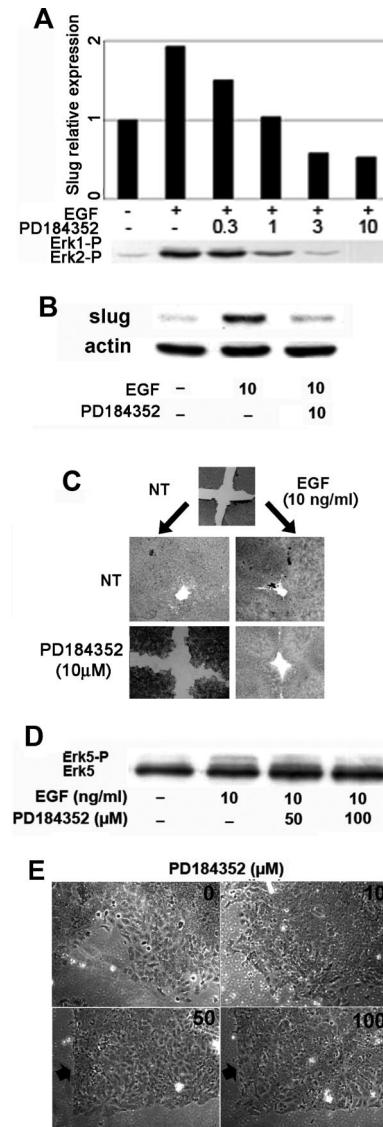 A
Slug relative expression
2
1
0
EGF - + + + + +
PD184352 - - 0.3 1 3 10
Erk1-P
Erk2-P
B
slug
actin
EGF – 10 10
PD184352 – – 10
C
NT
EGF
(10 ng/ml)
NT
PD184352
(10µM)
D
Erk5-P
Erk5
EGF (ng/ml) – 10 10 10
PD184352 (µM) – – 50 100
E
PD184352 (µM)
0 10
50 100